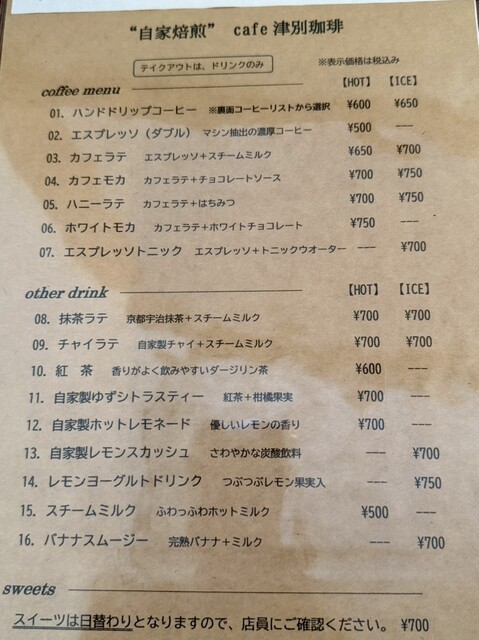 “自家焙煎” cafe 津別珈琲
テイクアウトは、ドリンクのみ ※表示価格は税込み
coffee menu 【HOT】 【ICE】
01. ハンドドリップコーヒー ※裏面コーヒーリストから選択 ¥600 ¥650
02. エスプレッソ（ダブル） マシン抽出の濃厚コーヒー ¥500 ---
03. カフェラテ エスプレッソ＋スチームミルク ¥650 ¥700
04. カフェモカ カフェラテ＋チョコレートソース ¥700 ¥750
05. ハニーラテ カフェラテ＋はちみつ ¥700 ¥750
06. ホワイトモカ カフェラテ＋ホワイトチョコレート ¥750 ---
07. エスプレッソトニック エスプレッソ＋トニックウオーター --- ¥700
other drink 【HOT】 【ICE】
08. 抹茶ラテ 京都宇治抹茶＋スチームミルク ¥700 ¥700
09. チャイラテ 自家製チャイ＋スチームミルク ¥700 ¥700
10. 紅 茶 香りがよく飲みやすいダージリン茶 ¥600 ---
11. 自家製ゆずシトラスティー 紅茶＋柑橘果実 ¥700 ---
12. 自家製ホットレモネード 優しいレモンの香り ¥700 ---
13. 自家製レモンスカッシュ さわやかな炭酸飲料 --- ¥700
14. レモンヨーグルトドリンク つぶつぶレモン果実入 --- ¥750
15. スチームミルク ふわっふわホットミルク ¥500 ---
16. バナナスムージー 完熟バナナ＋ミルク --- ¥700
sweets
スイーツは日替わりとなりますので、店員にご確認ください。 ¥700